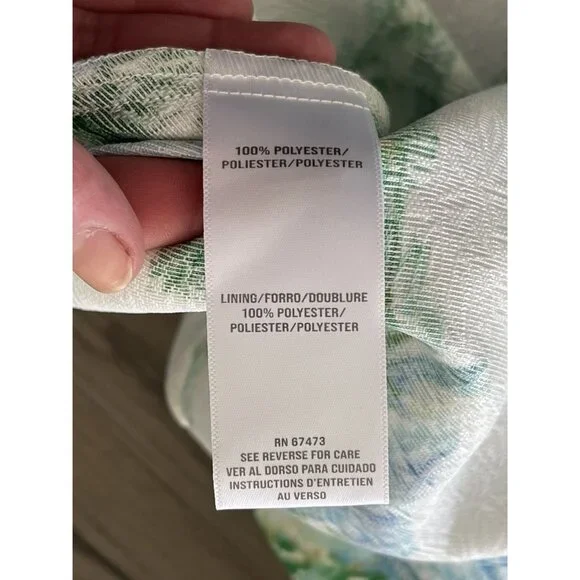 100% POLYESTER/
POLIESTER/POLYESTER
LINING/FORRO/DOUBLURE
100% POLYESTER/
POLIESTER/POLYESTER
RN 67473
SEE REVERSE FOR CARE
VER AL DORSO PARA CUIDADO
INSTRUCTIONS D'ENTRETIEN
AU VERSO